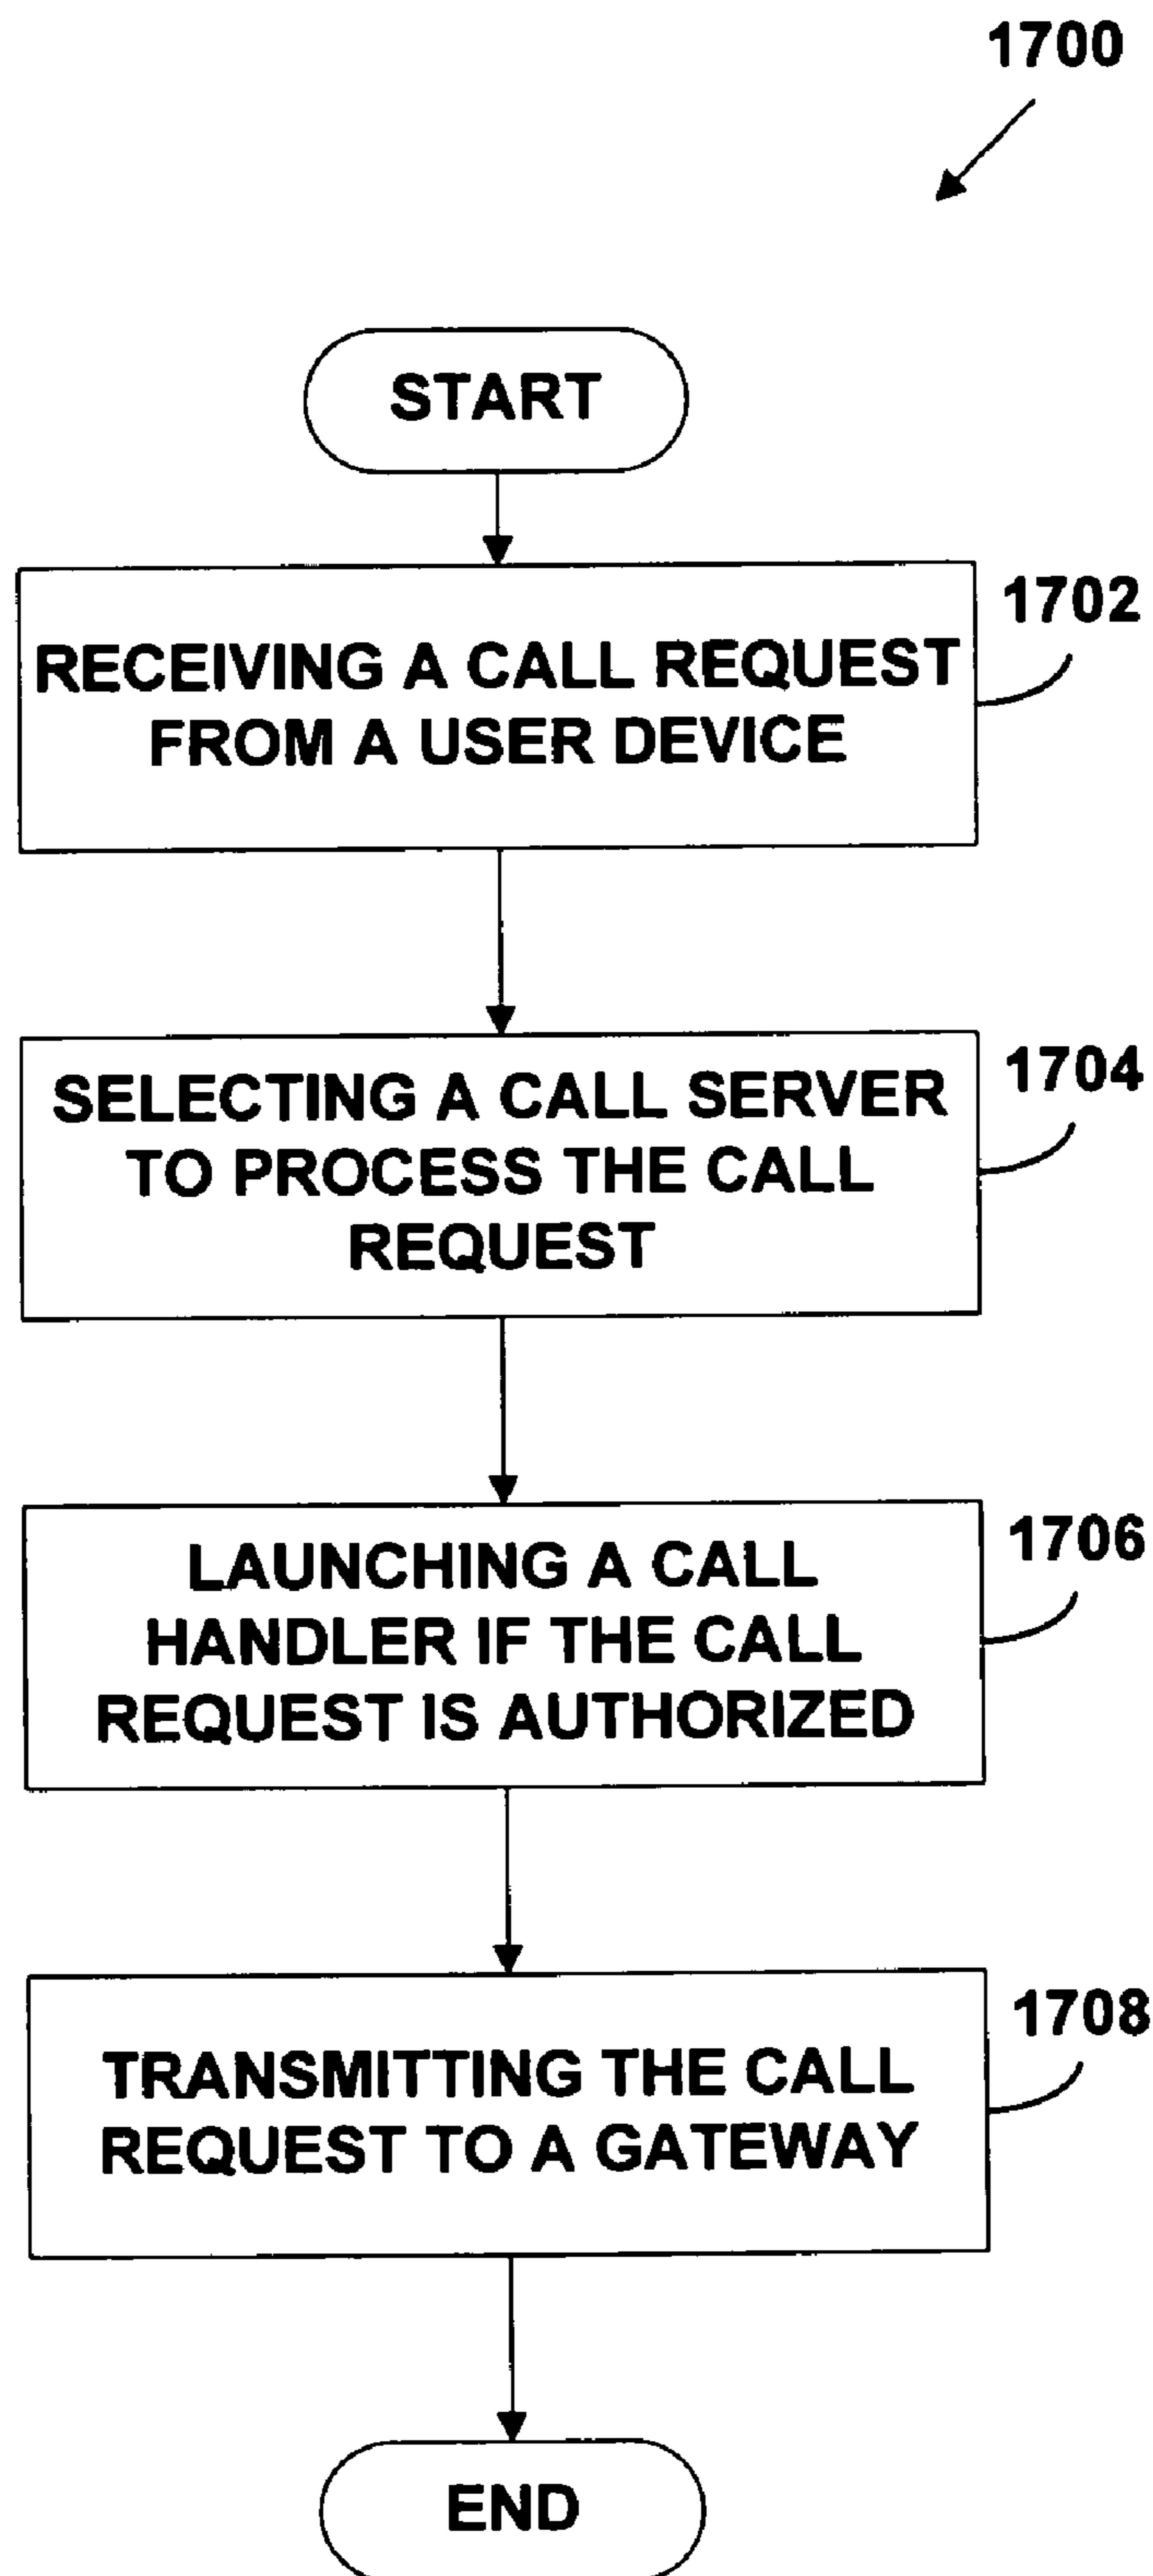 1700
START
RECEIVING A CALL REQUEST
FROM A USER DEVICE
1702
SELECTING A CALL SERVER
TO PROCESS THE CALL
REQUEST
1704
LAUNCHING A CALL
HANDLER IF THE CALL
REQUEST IS AUTHORIZED
1706
TRANSMITTING THE CALL
REQUEST TO A GATEWAY
1708
END